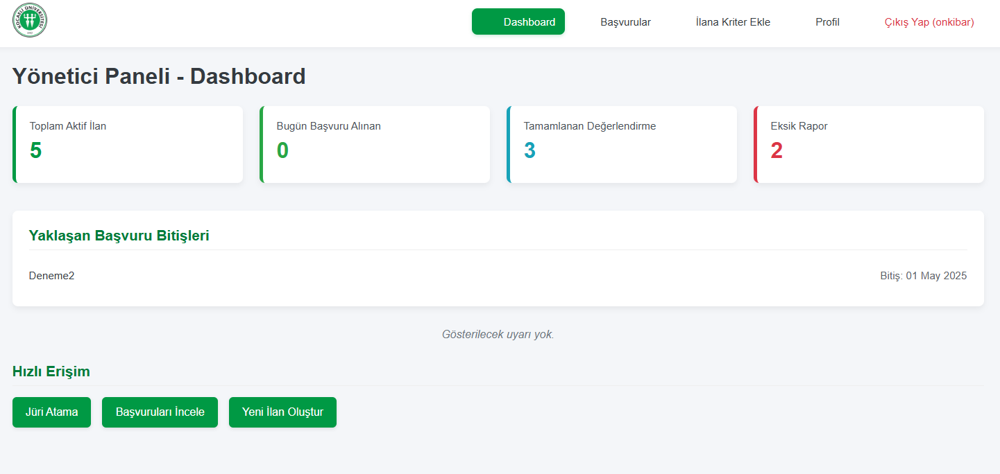 KOCAELİ ÜNİVERSİTESİ
Dashboard
Başvurular
İlana Kriter Ekle
Profil
Çıkış Yap (onkibar)
Yönetici Paneli - Dashboard
Toplam Aktif İlan
5
Bugün Başvuru Alınan
0
Tamamlanan Değerlendirme
3
Eksik Rapor
2
Yaklaşan Başvuru Bitişleri
Deneme2
Bitiş: 01 May 2025
Gösterilecek uyarı yok.
Hızlı Erişim
Jüri Atama
Başvuruları İncele
Yeni İlan Oluştur